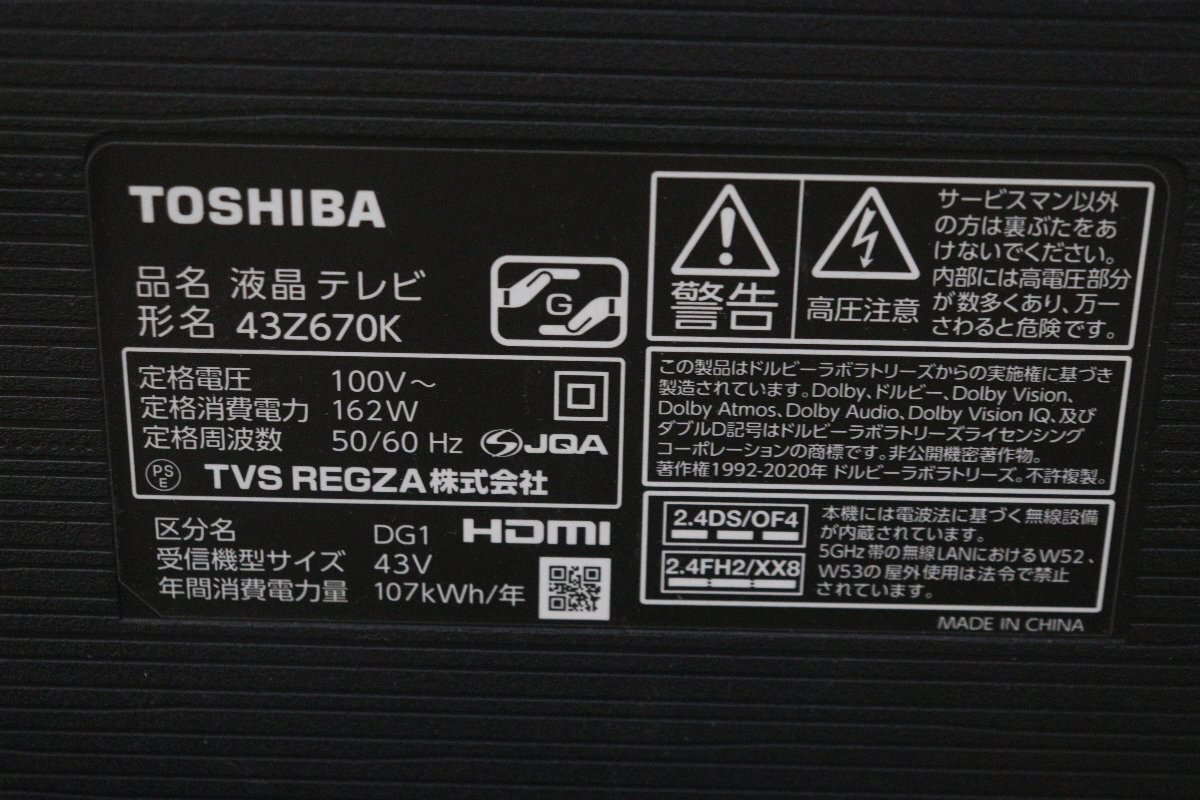 TOSHIBA
品名 液晶 テレビ
形名 43Z670K
G
定格電圧 100V～
定格消費電力 162W
定格周波数 50/60 Hz JQA
PS
E
TVS REGZA株式会社
区分名 DG1 HDMI
受信機型サイズ 43V
年間消費電力量 107kWh/年
警告
高圧注意
サービスマン以外
の方は裏ぶたをあ
けないでください。
内部には高電圧部分
が数多くあり、万一
さわると危険です。
この製品はドルビーラボラトリーズからの実施権に基づき
製造されています。Dolby、ドルビー、Dolby Vision、
Dolby Atmos、Dolby Audio、Dolby Vision IQ、及び
ダブルD記号はドルビーラボラトリーズライセンシング
コーポレーションの商標です。非公開機密著作物。
著作権1992-2020年 ドルビーラボラトリーズ。不許複製。
2.4DS/OF4
2.4FH2/XX8
本機には電波法に基づく無線設備
が内蔵されています。
5GHz帯の無線LANにおけるW52、
W53の屋外使用は法令で禁止
されています。
MADE IN CHINA